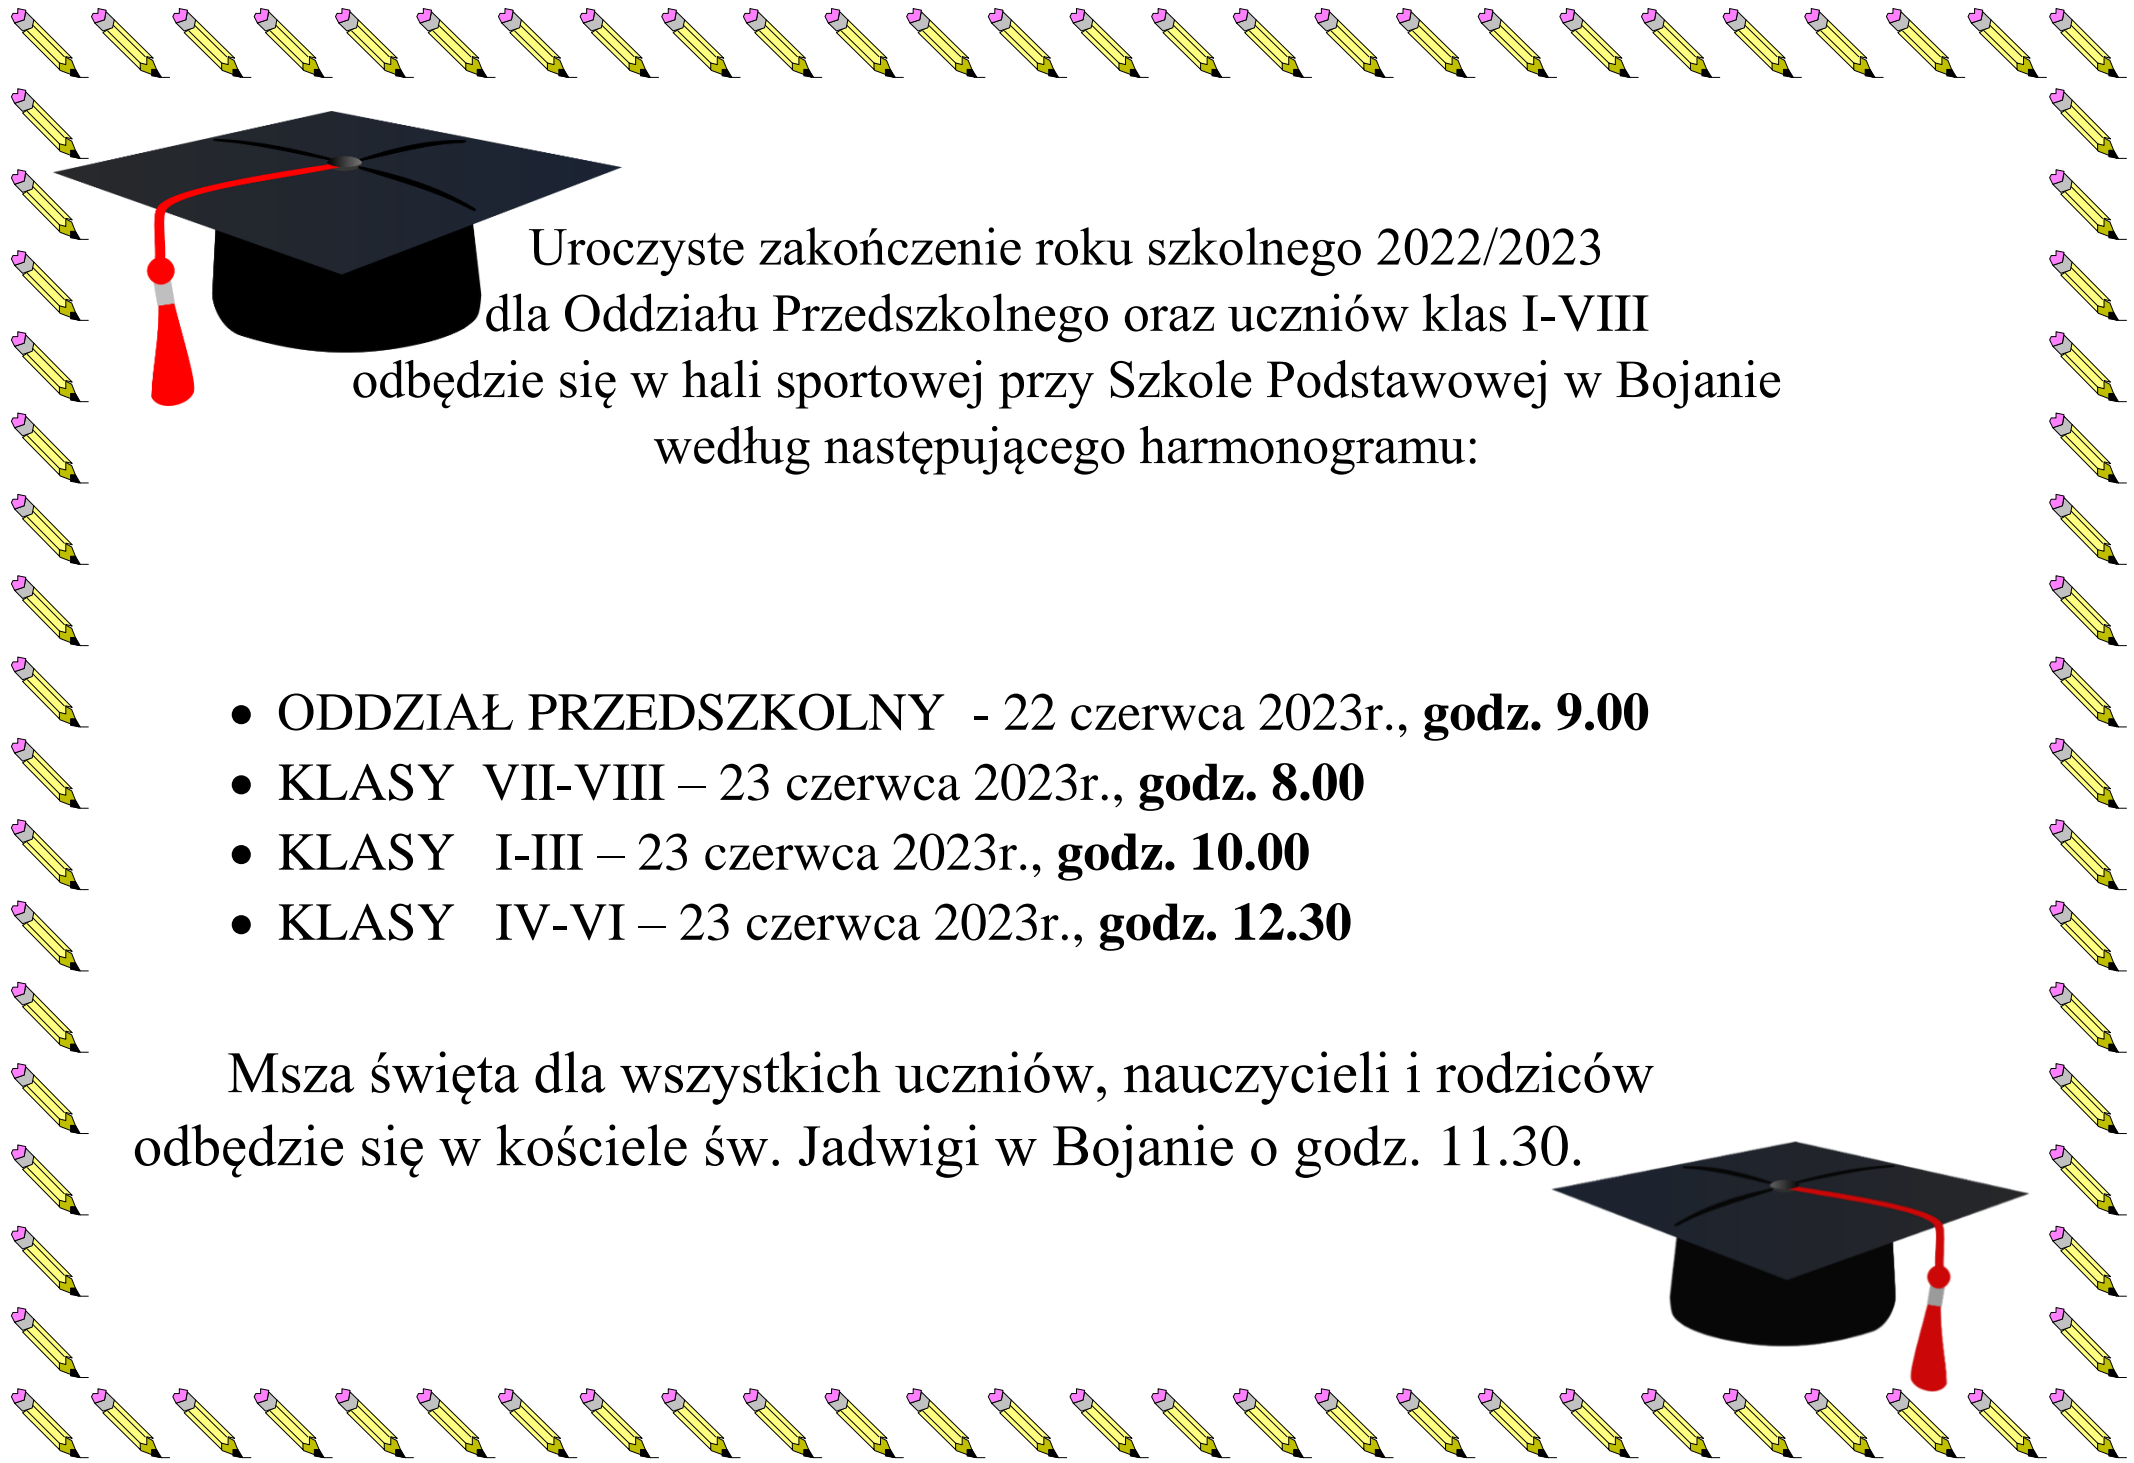 Uroczyste zakończenie roku szkolnego 2022/2023
dla Oddziału Przedszkolnego oraz uczniów klas I-VIII
odbędzie się w hali sportowej przy Szkole Podstawowej w Bojanie
według następującego harmonogramu:
• ODDZIAŁ PRZEDSZKOLNY - 22 czerwca 2023r., godz. 9.00
• KLASY VII-VIII – 23 czerwca 2023r., godz. 8.00
• KLASY I-III – 23 czerwca 2023r., godz. 10.00
• KLASY IV-VI – 23 czerwca 2023r., godz. 12.30
Msza święta dla wszystkich uczniów, nauczycieli i rodziców
odbędzie się w kościele św. Jadwigi w Bojanie o godz. 11.30.